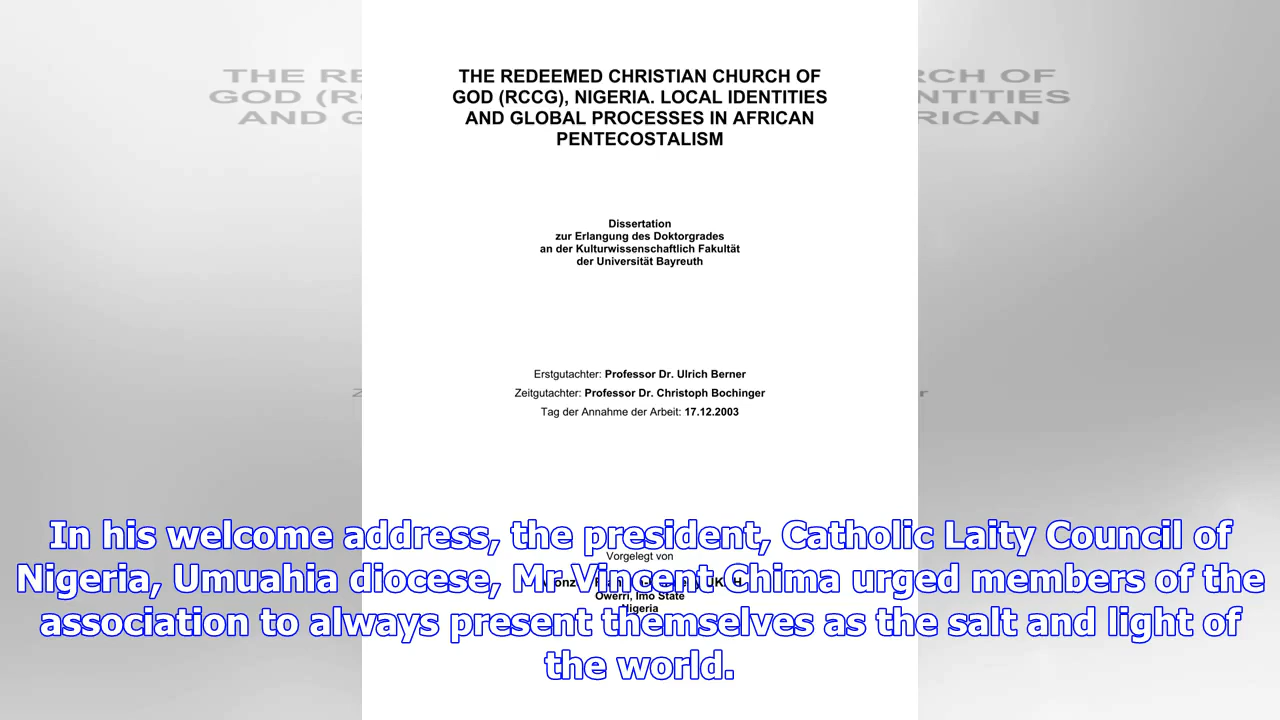 THE REDEEMED CHRISTIAN CHURCH OF
GOD (RCCG), NIGERIA. LOCAL IDENTITIES
AND GLOBAL PROCESSES IN AFRICAN
PENTECOSTALISM
Dissertation
zur Erlangung des Doktorgrades
an der Kulturwissenschaftlich Fakultät
der Universität Bayreuth
Erstgutachter: Professor Dr. Ulrich Berner
Zeitgutachter: Professor Dr. Christoph Bochinger
Tag der Annahme der Arbeit: 17.12.2003
In his welcome address, the president, Catholic Laity Council of
Vorgelegt von
Nigeria, Umuahia diocese, Mr Vincent Chima urged members of the
Owerri, Imo State
Nigeria
association to always present themselves as the salt and light of
the world.